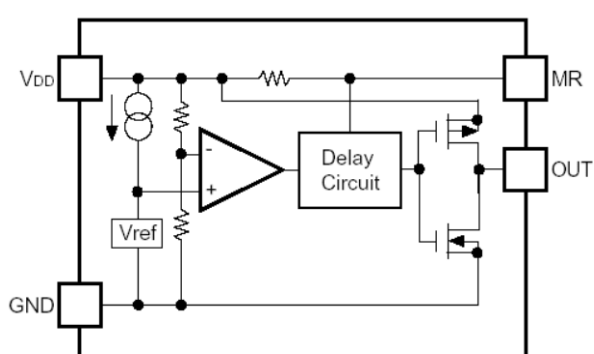 VDD
MR
-
+
Delay
Circuit
OUT
Vref
GND